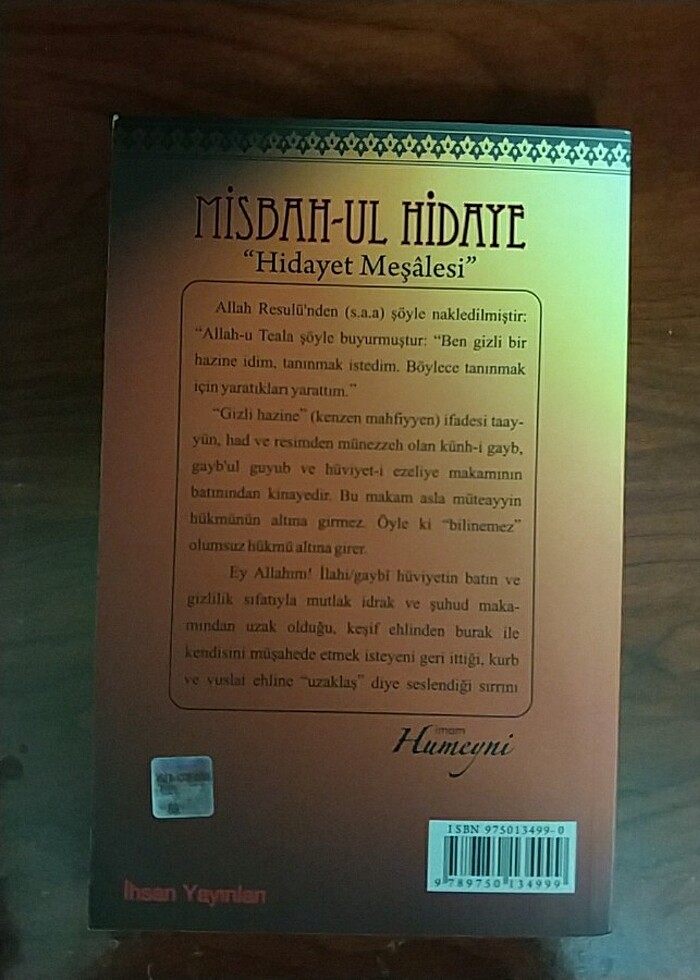 MİSBAH-UL HİDAYE
“Hidayet Meşâlesi”
Allah Resulü'nden (s.a.a) şöyle nakledilmiştir:
“Allah-u Teala şöyle buyurmuştur: “Ben gizli bir
hazine idim, tanınmak istedim. Böylece tanınmak
için yaratıkları yarattım.”
“Gizli hazine” (kenzen mahfiyyen) ifadesi taay-
yün, had ve resimden münezzeh olan künh-i gayb,
gayb'ul guyub ve hüviyet-i ezeliye makamının
batınından kinayedir. Bu makam asla müteayyin
hükmünün altına girmez. Öyle ki “bilinemez”
olumsuz hükmü altına girer.
Ey Allahım! İlahi/gaybî hüviyetin batın ve
gizlilik sıfatıyla mutlak idrak ve şuhud maka-
mından uzak olduğu, keşif ehlinden burak ile
kendisini müşahede etmek isteyeni geri ittiği, kurb
ve vuslat ehline “uzaklaş” diye seslendiği sırrını
imam
Humeyni
ISBN 975013499-0
9 789750 134999
İhsan Yayınları